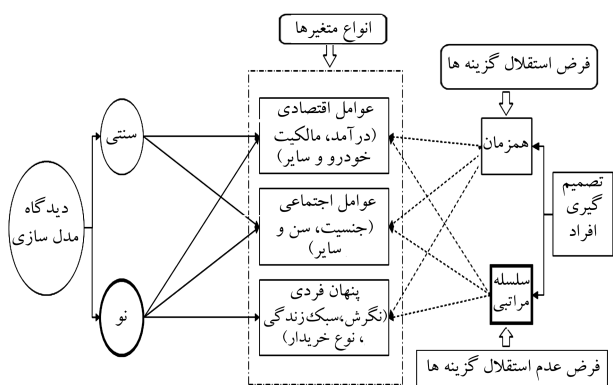 انواع متغیرها
فرض استقلال گزینه ها
سنتی
عوامل اقتصادی
(درآمد، مالکیت
خودرو و سایر)
همزمان
دیدگاه
مدل سازی
عوامل اجتماعی
(جنسیت، سن و
سایر)
تصمیم
گیری
افراد
نو
پنهان فردی
(نگرش،سبک زندگی
، نوع خریدار)
سلسله
مراتبی
فرض عدم استقلال گزینه ها